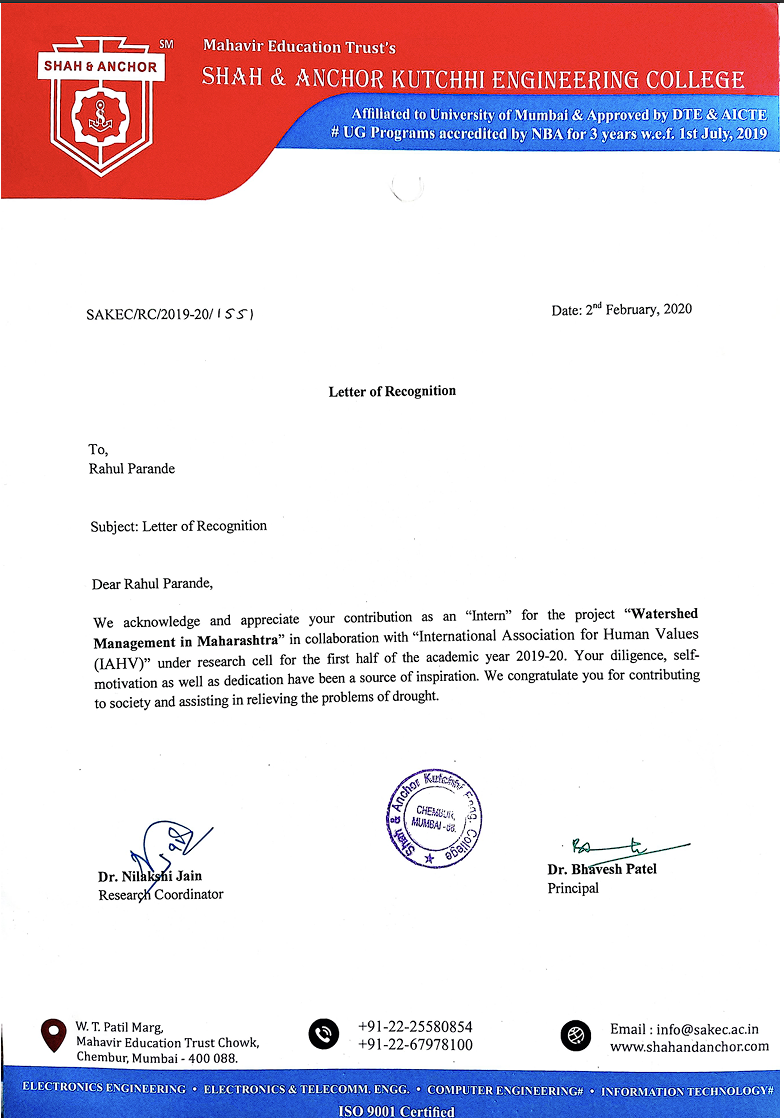 SHAH & ANCHOR
SM
Mahavir Education Trust's
SHAH & ANCHOR KUTCHHI ENGINEERING COLLEGE
Affiliated to University of Mumbai & Approved by DTE & AICTE
# UG Programs accredited by NBA for 3 years w.e.f. 1st July, 2019
SAKEC/RC/2019-20/1551
Date: 2nd February, 2020
Letter of Recognition
To,
Rahul Parande
Subject: Letter of Recognition
Dear Rahul Parande,
We acknowledge and appreciate your contribution as an “Intern” for the project “Watershed
Management in Maharashtra” in collaboration with “International Association for Human Values
(IAHV)” under research cell for the first half of the academic year 2019-20. Your diligence, self-
motivation as well as dedication have been a source of inspiration. We congratulate you for contributing
to society and assisting in relieving the problems of drought.
Shah & Anchor Kutchhi Engg. College
CHEMBUR,
MUMBAI-88.
Dr. Nilakshi Jain
Research Coordinator
Dr. Bhavesh Patel
Principal
W. T. Patil Marg,
Mahavir Education Trust Chowk,
Chembur, Mumbai - 400 088.
+91-22-25580854
+91-22-67978100
Email : info@sakec.ac.in
www.shahandanchor.com
ELECTRONICS ENGINEERING • ELECTRONICS & TELECOMM. ENGG. • COMPUTER ENGINEERING# • INFORMATION TECHNOLOGY#
ISO 9001 Certified